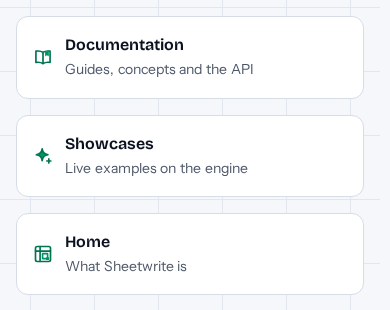 Documentation
Guides, concepts and the API
Showcases
Live examples on the engine
Home
What Sheetwrite is